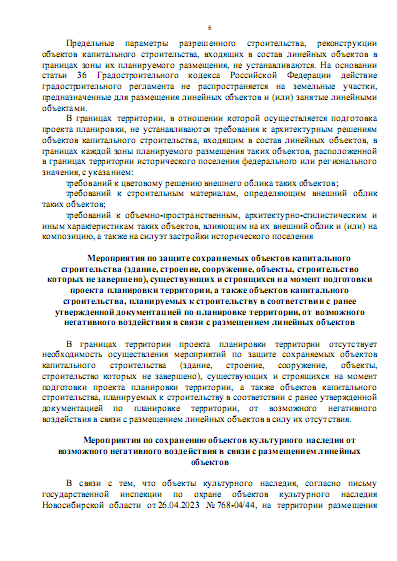 6
Предельные параметры разрешенного строительства, реконструкции
объектов капитального строительства, входящих в состав линейных объектов в
границах зоны их планируемого размещения, не устанавливаются. На основании
статьи 36 Градостроительного кодекса Российской Федерации действие
градостроительного регламента не распространяется на земельные участки,
предназначенные для размещения линейных объектов и (или) занятые линейными
объектами.
В границах территории, в отношении которой осуществляется подготовка
проекта планировки, не устанавливаются требования к архитектурным решениям
объектов капитального строительства, входящим в состав линейных объектов, в
границах каждой зоны планируемого размещения таких объектов, расположенной
в границах территории исторического поселения федерального или регионального
значения, с указанием:
требований к цветовому решению внешнего облика таких объектов;
требований к строительным материалам, определяющим внешний облик
таких объектов;
требований к объемно-пространственным, архитектурно-стилистическим и
иным характеристикам таких объектов, влияющим на их внешний облик и (или) на
композицию, а также на силуэт застройки исторического поселения
Мероприятия по защите сохраняемых объектов капитального
строительства (здание, строение, сооружение, объекты, строительство
которых не завершено), существующих и строящихся на момент подготовки
проекта планировки территории, а также объектов капитального
строительства, планируемых к строительству в соответствии с ранее
утвержденной документацией по планировке территории, от возможного
негативного воздействия в связи с размещением линейных объектов
В границах территории проекта планировки территории отсутствует
необходимость осуществления мероприятий по защите сохраняемых объектов
капитального строительства (здание, строение, сооружение, объекты,
строительство которых не завершено), существующих и строящихся на момент
подготовки проекта планировки территории, а также объектов капитального
строительства, планируемых к строительству в соответствии с ранее утвержденной
документацией по планировке территории, от возможного негативного
воздействия в связи с размещением линейных объектов в силу их отсутствия.
Мероприятия по сохранению объектов культурного наследия от
возможного негативного воздействия в связи с размещением линейных
объектов
В связи с тем, что объекты культурного наследия, согласно письму
государственной инспекции по охране объектов культурного наследия
Новосибирской области от 26.04.2023 № 768-04/44, на территории размещения